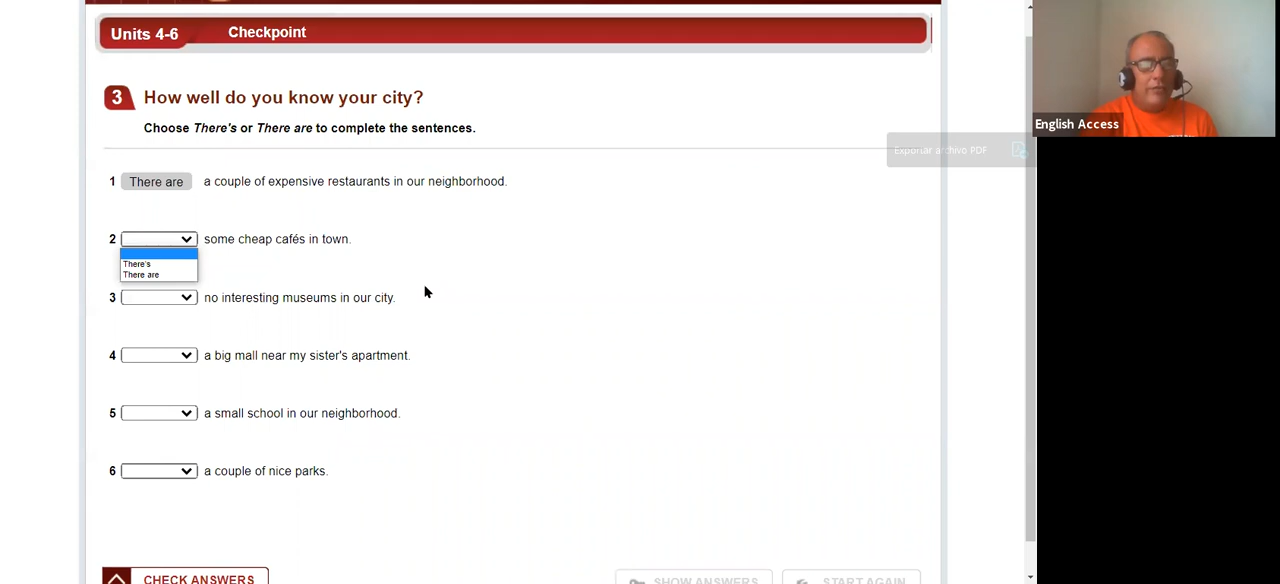 Units 4-6 Checkpoint
3 How well do you know your city?
Choose There's or There are to complete the sentences.
English Access
Exportar archivo PDF
1 There are a couple of expensive restaurants in our neighborhood.
2 some cheap cafés in town.
There's
There are
3 no interesting museums in our city.
4 a big mall near my sister's apartment.
5 a small school in our neighborhood.
6 a couple of nice parks.
CHECK ANSWERS
SHOW ANSWERS
START AGAIN